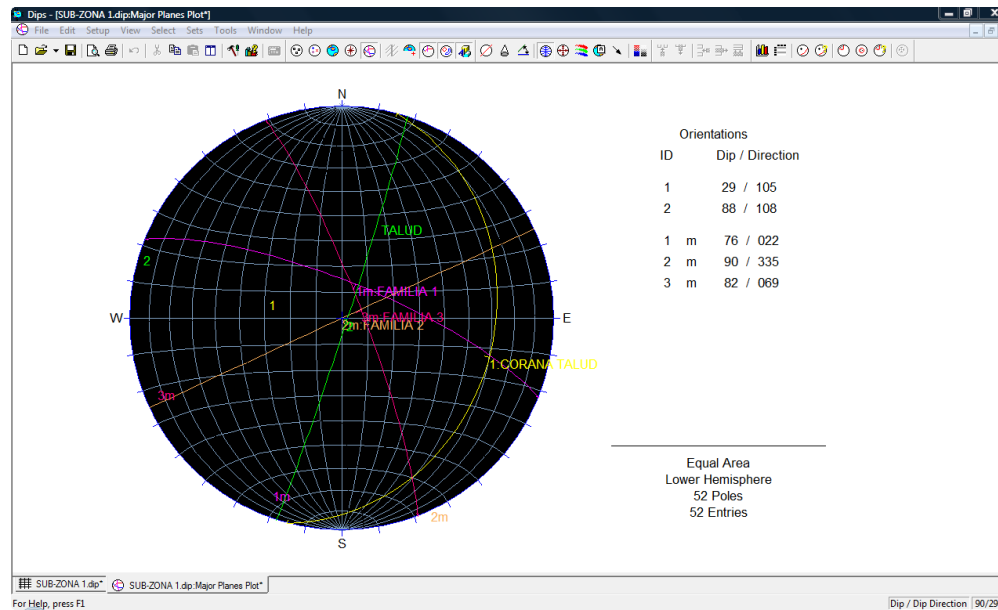 Dips - [SUB-ZONA 1.dip:Major Planes Plot*]
File Edit Setup View Select Sets Tools Window Help
N
Orientations
ID Dip / Direction
1 29 / 105
2 88 / 108
1 m 76 / 022
2 m 90 / 335
3 m 82 / 069
TALUD
2
1m:FAMILIA 1
1
W
3m:FAMILIA 3
E
2
2m:FAMILIA 2
1:CORANA TALUD
3m
1m
2m
S
Equal Area
Lower Hemisphere
52 Poles
52 Entries
SUB-ZONA 1.dip*
SUB-ZONA 1.dip:Major Planes Plot*
For Help, press F1
Dip / Dip Direction 90/29